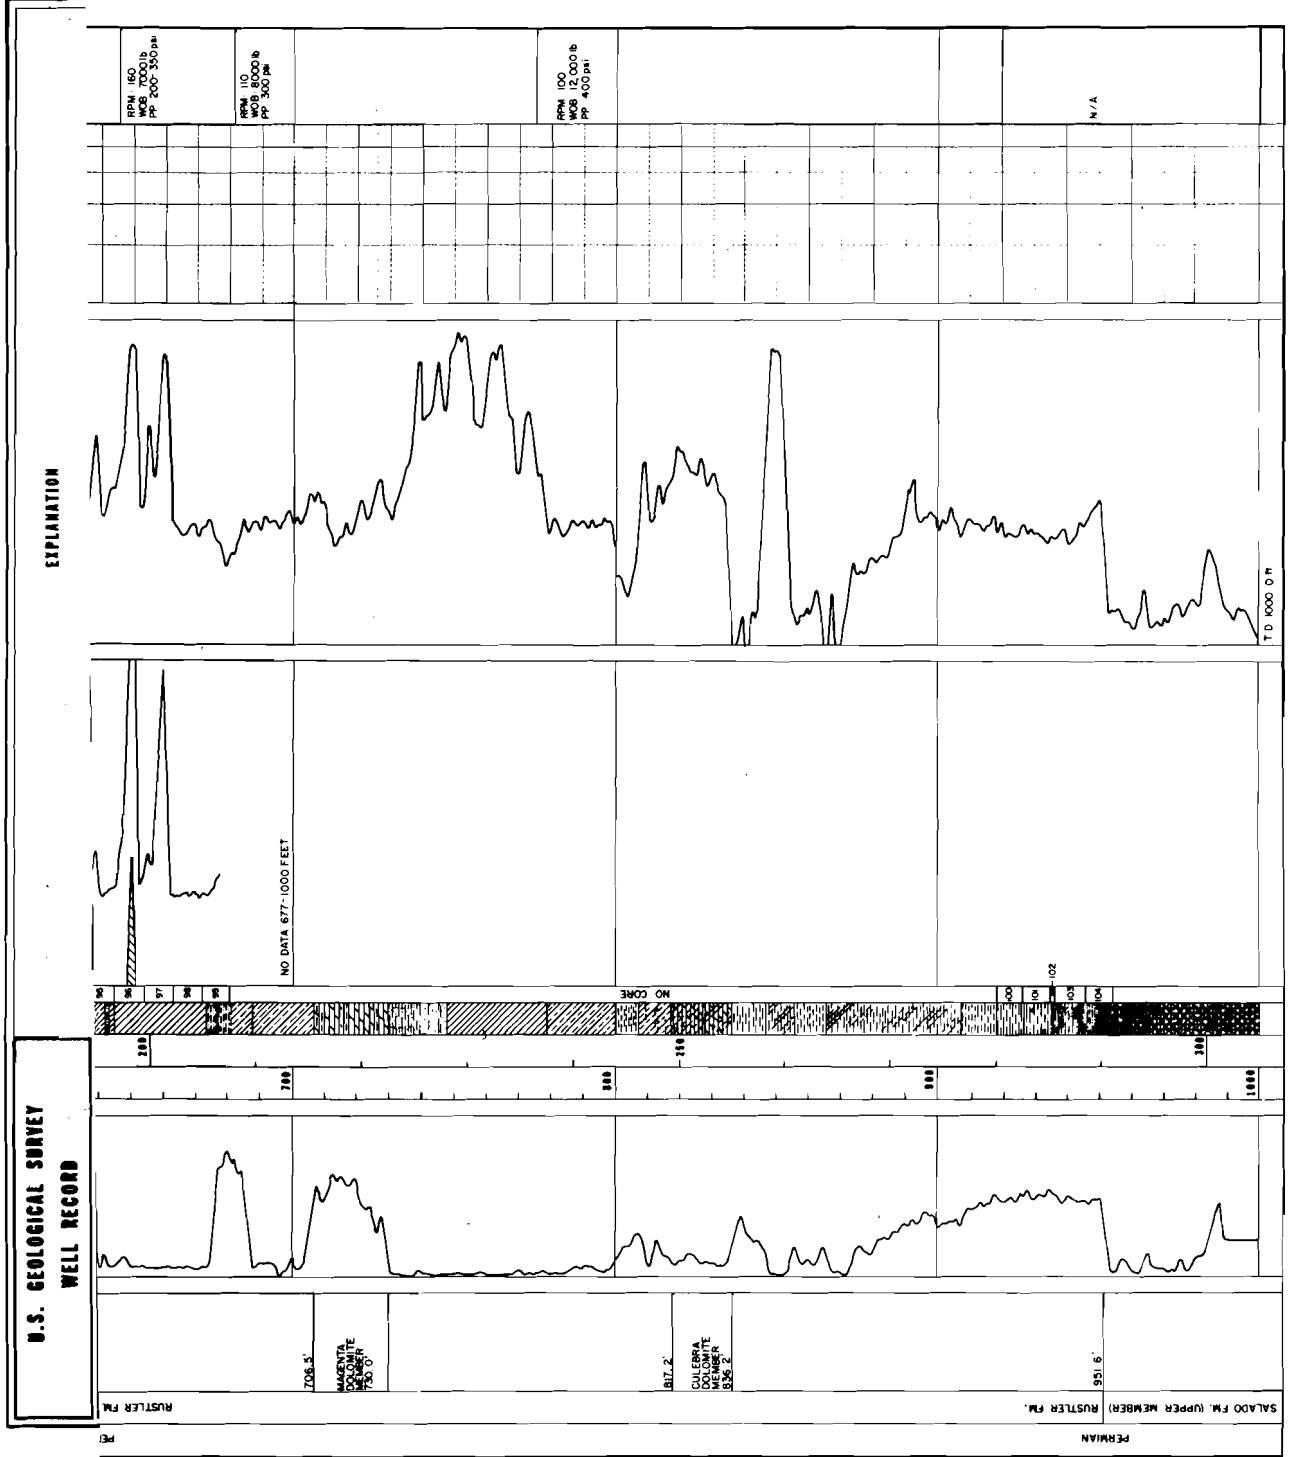 U.S. GEOLOGICAL SURVEY
WELL RECORD
EXPLANATION
RPM 160
WOB 7000 lb
PP 200-350 psi
RPM 110
WOB 8000 lb
PP 300 psi
RPM 100
WOB 12,000 lb
PP 400 psi
N/A
T D 1000 0 ft
NO DATA 677-1000 FEET
95
96
97
98
99
NO CORE
100
101
102
103
104
200
250
300
700
800
900
1000
706.5'
MAGENTA
DOLOMITE
MEMBER
730.0'
817.2'
CULEBRA
DOLOMITE
MEMBER
836.2'
951 6'
RUSTLER FM.
RUSTLER FM.
SALADO FM. (UPPER MEMBER)
PE
PERMIAN